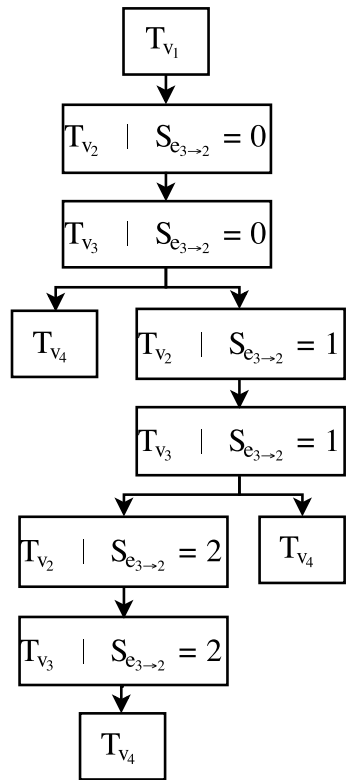 T_{v_1}
T_{v_2} | S_{e_{3→2}} = 0
T_{v_3} | S_{e_{3→2}} = 0
T_{v_4}
T_{v_2} | S_{e_{3→2}} = 1
T_{v_3} | S_{e_{3→2}} = 1
T_{v_2} | S_{e_{3→2}} = 2
T_{v_4}
T_{v_3} | S_{e_{3→2}} = 2
T_{v_4}